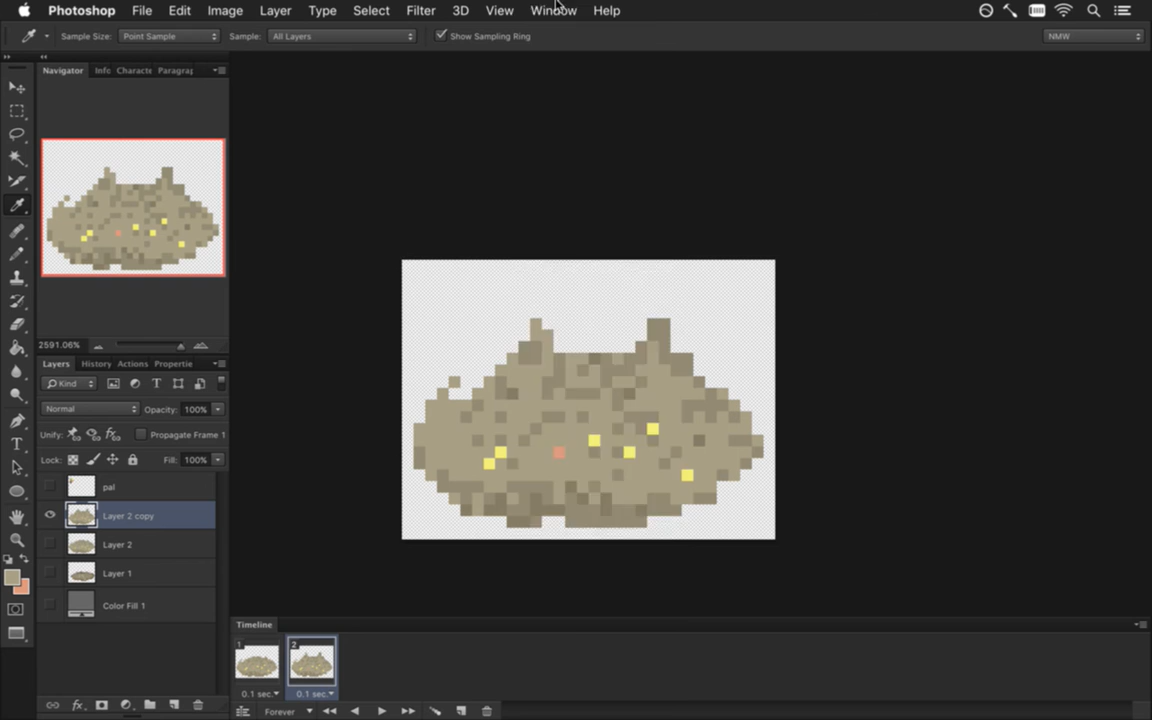 Photoshop File Edit Image Layer Type Select Filter 3D View Window Help
Sample Size: Point Sample Sample: All Layers Show Sampling Ring NMW
Navigator Info Characte Paragrap
2591.06%
Layers History Actions Propertie
Kind
Normal Opacity: 100%
Unify: Propagate Frame 1
Lock: Fill: 100%
pal
Layer 2 copy
Layer 2
Layer 1
Color Fill 1
Timeline
1 2
0.1 sec. 0.1 sec.
Forever